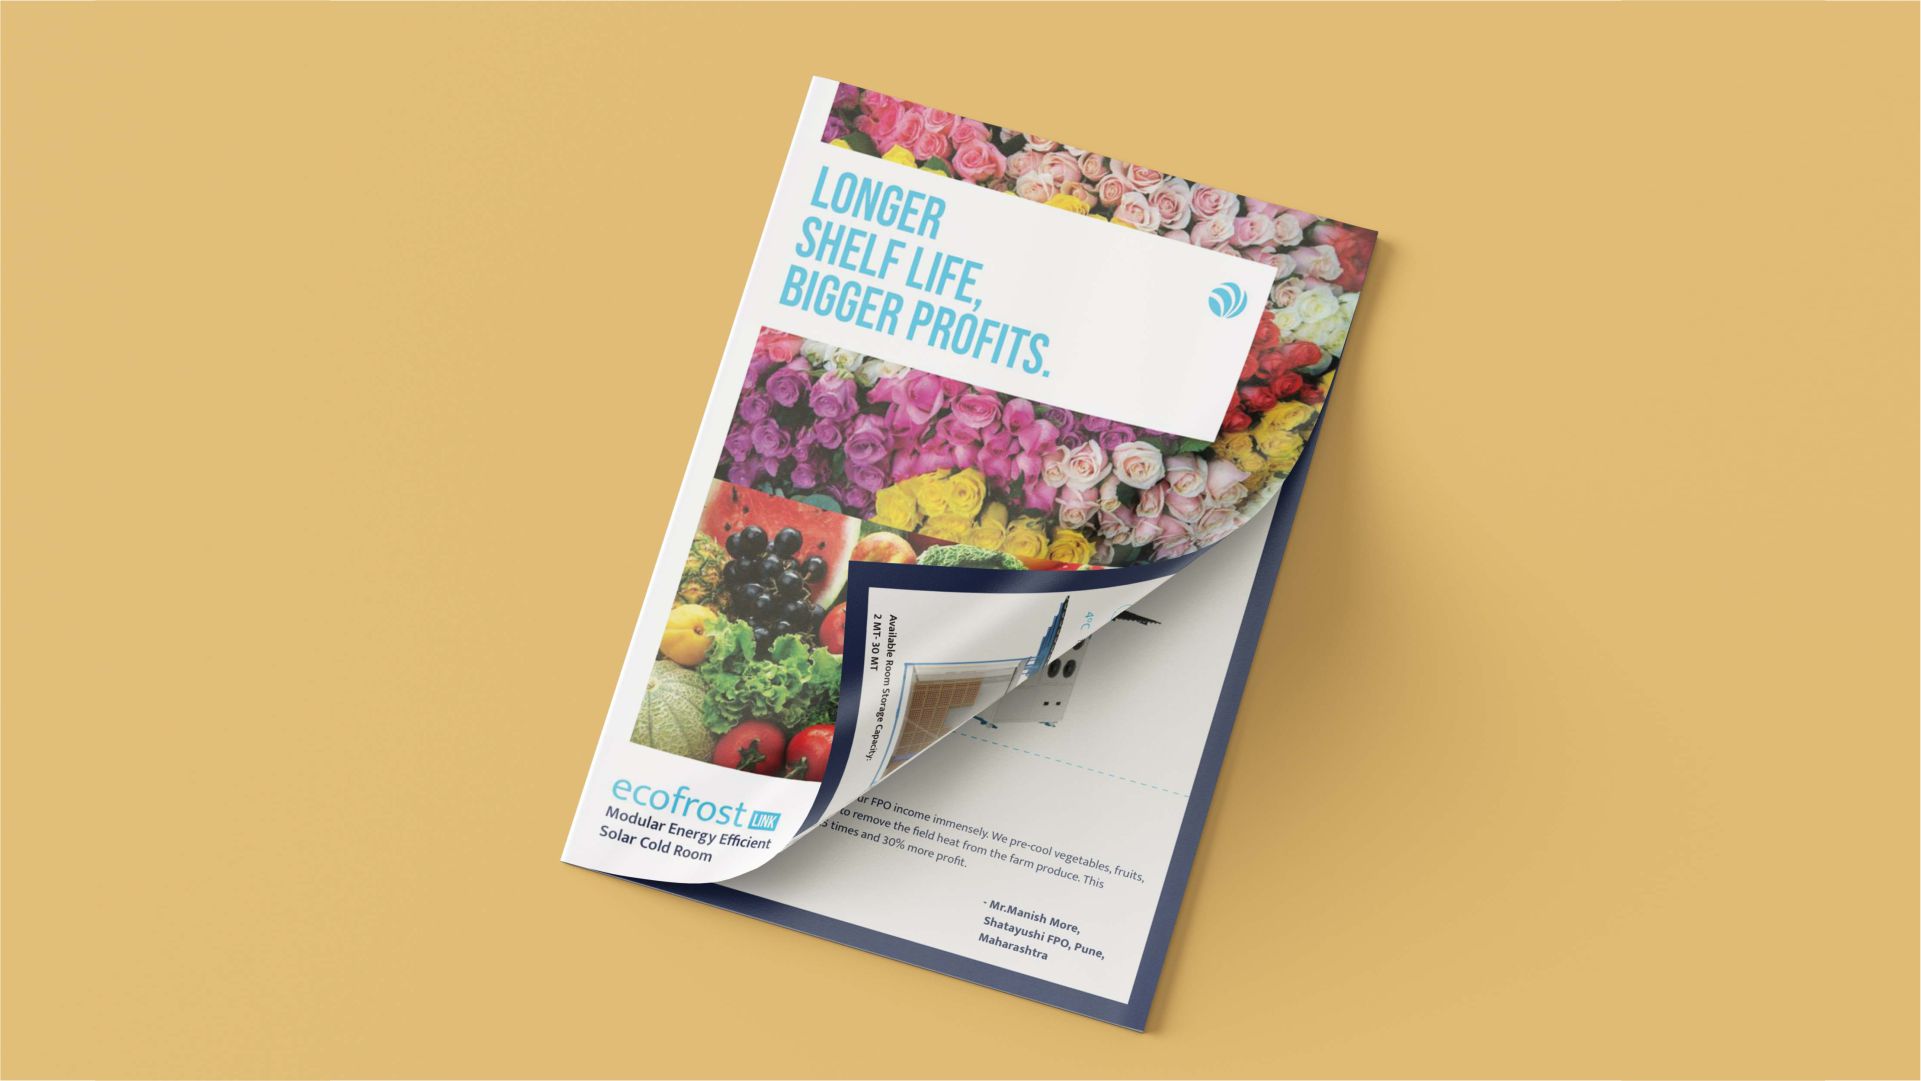 LONGER
SHELF LIFE,
BIGGER PROFITS.
Available Room Storage Capacity:
2 MT- 30 MT
4°C
ecofrost LINK
Modular Energy Efficient
Solar Cold Room
ur FPO income immensely. We pre-cool vegetables, fruits,
to remove the field heat from the farm produce. This
times and 30% more profit.
- Mr.Manish More,
Shatayushi FPO, Pune,
Maharashtra